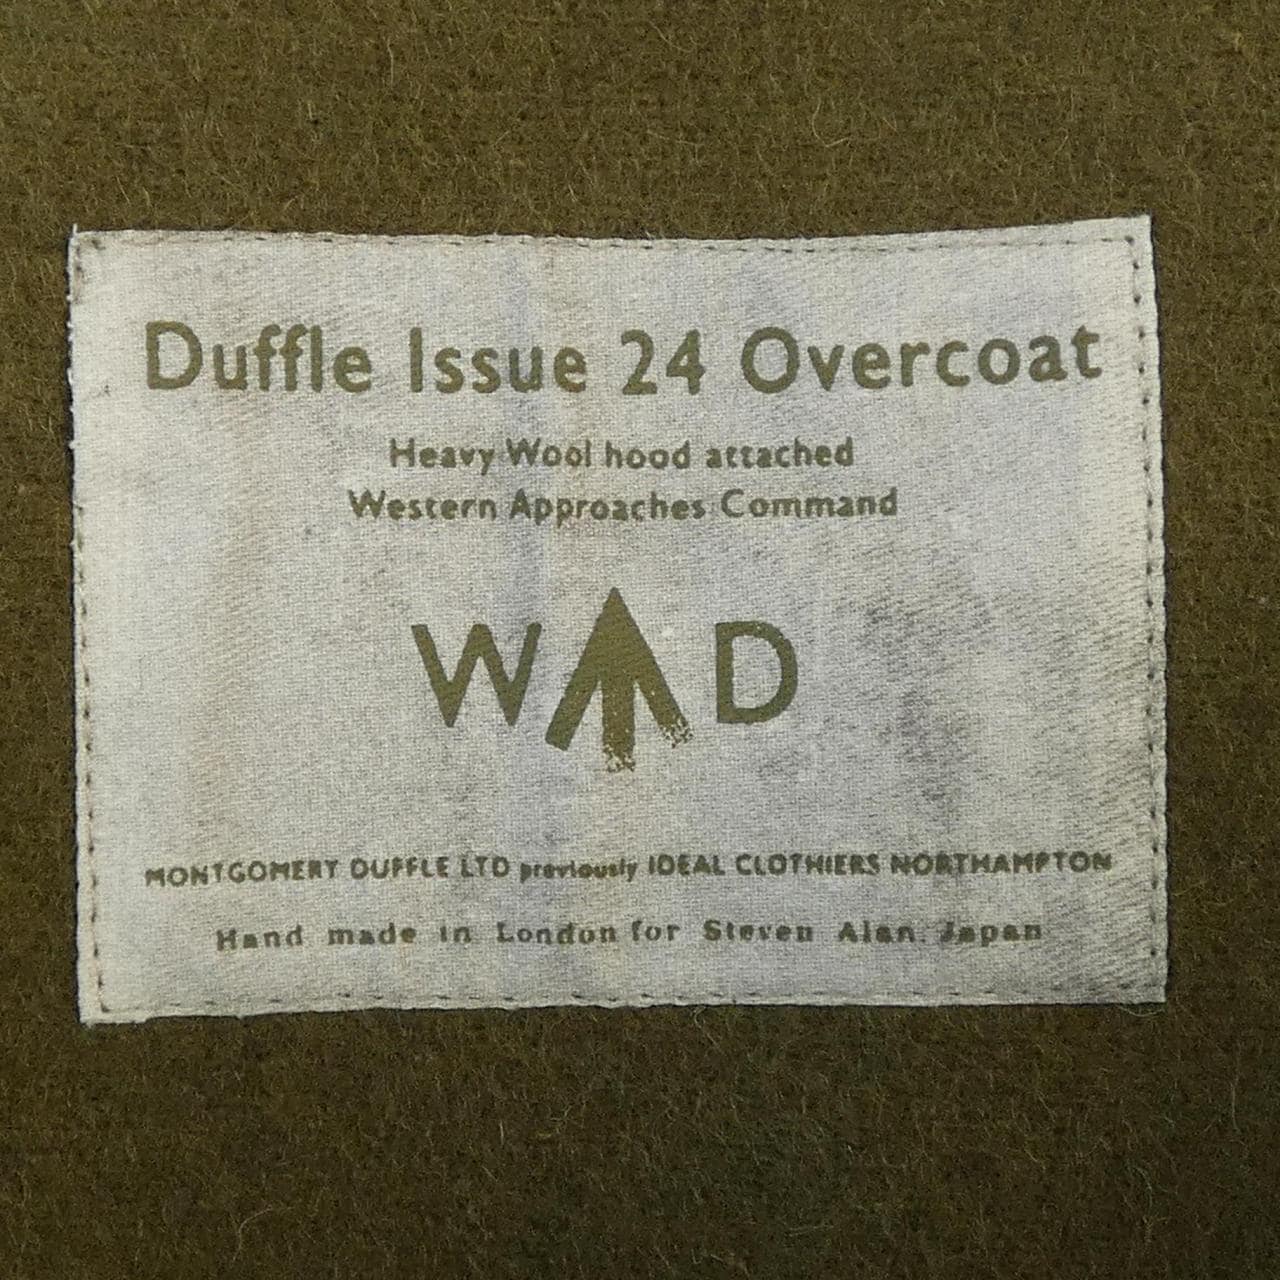 Duffle Issue 24 Overcoat
Heavy Wool hood attached
Western Approaches Command
W D
MONTGOMERY DUFFLE LTD previously IDEAL CLOTHIERS NORTHAMPTON
Hand made in London for Steven Alan. Japan